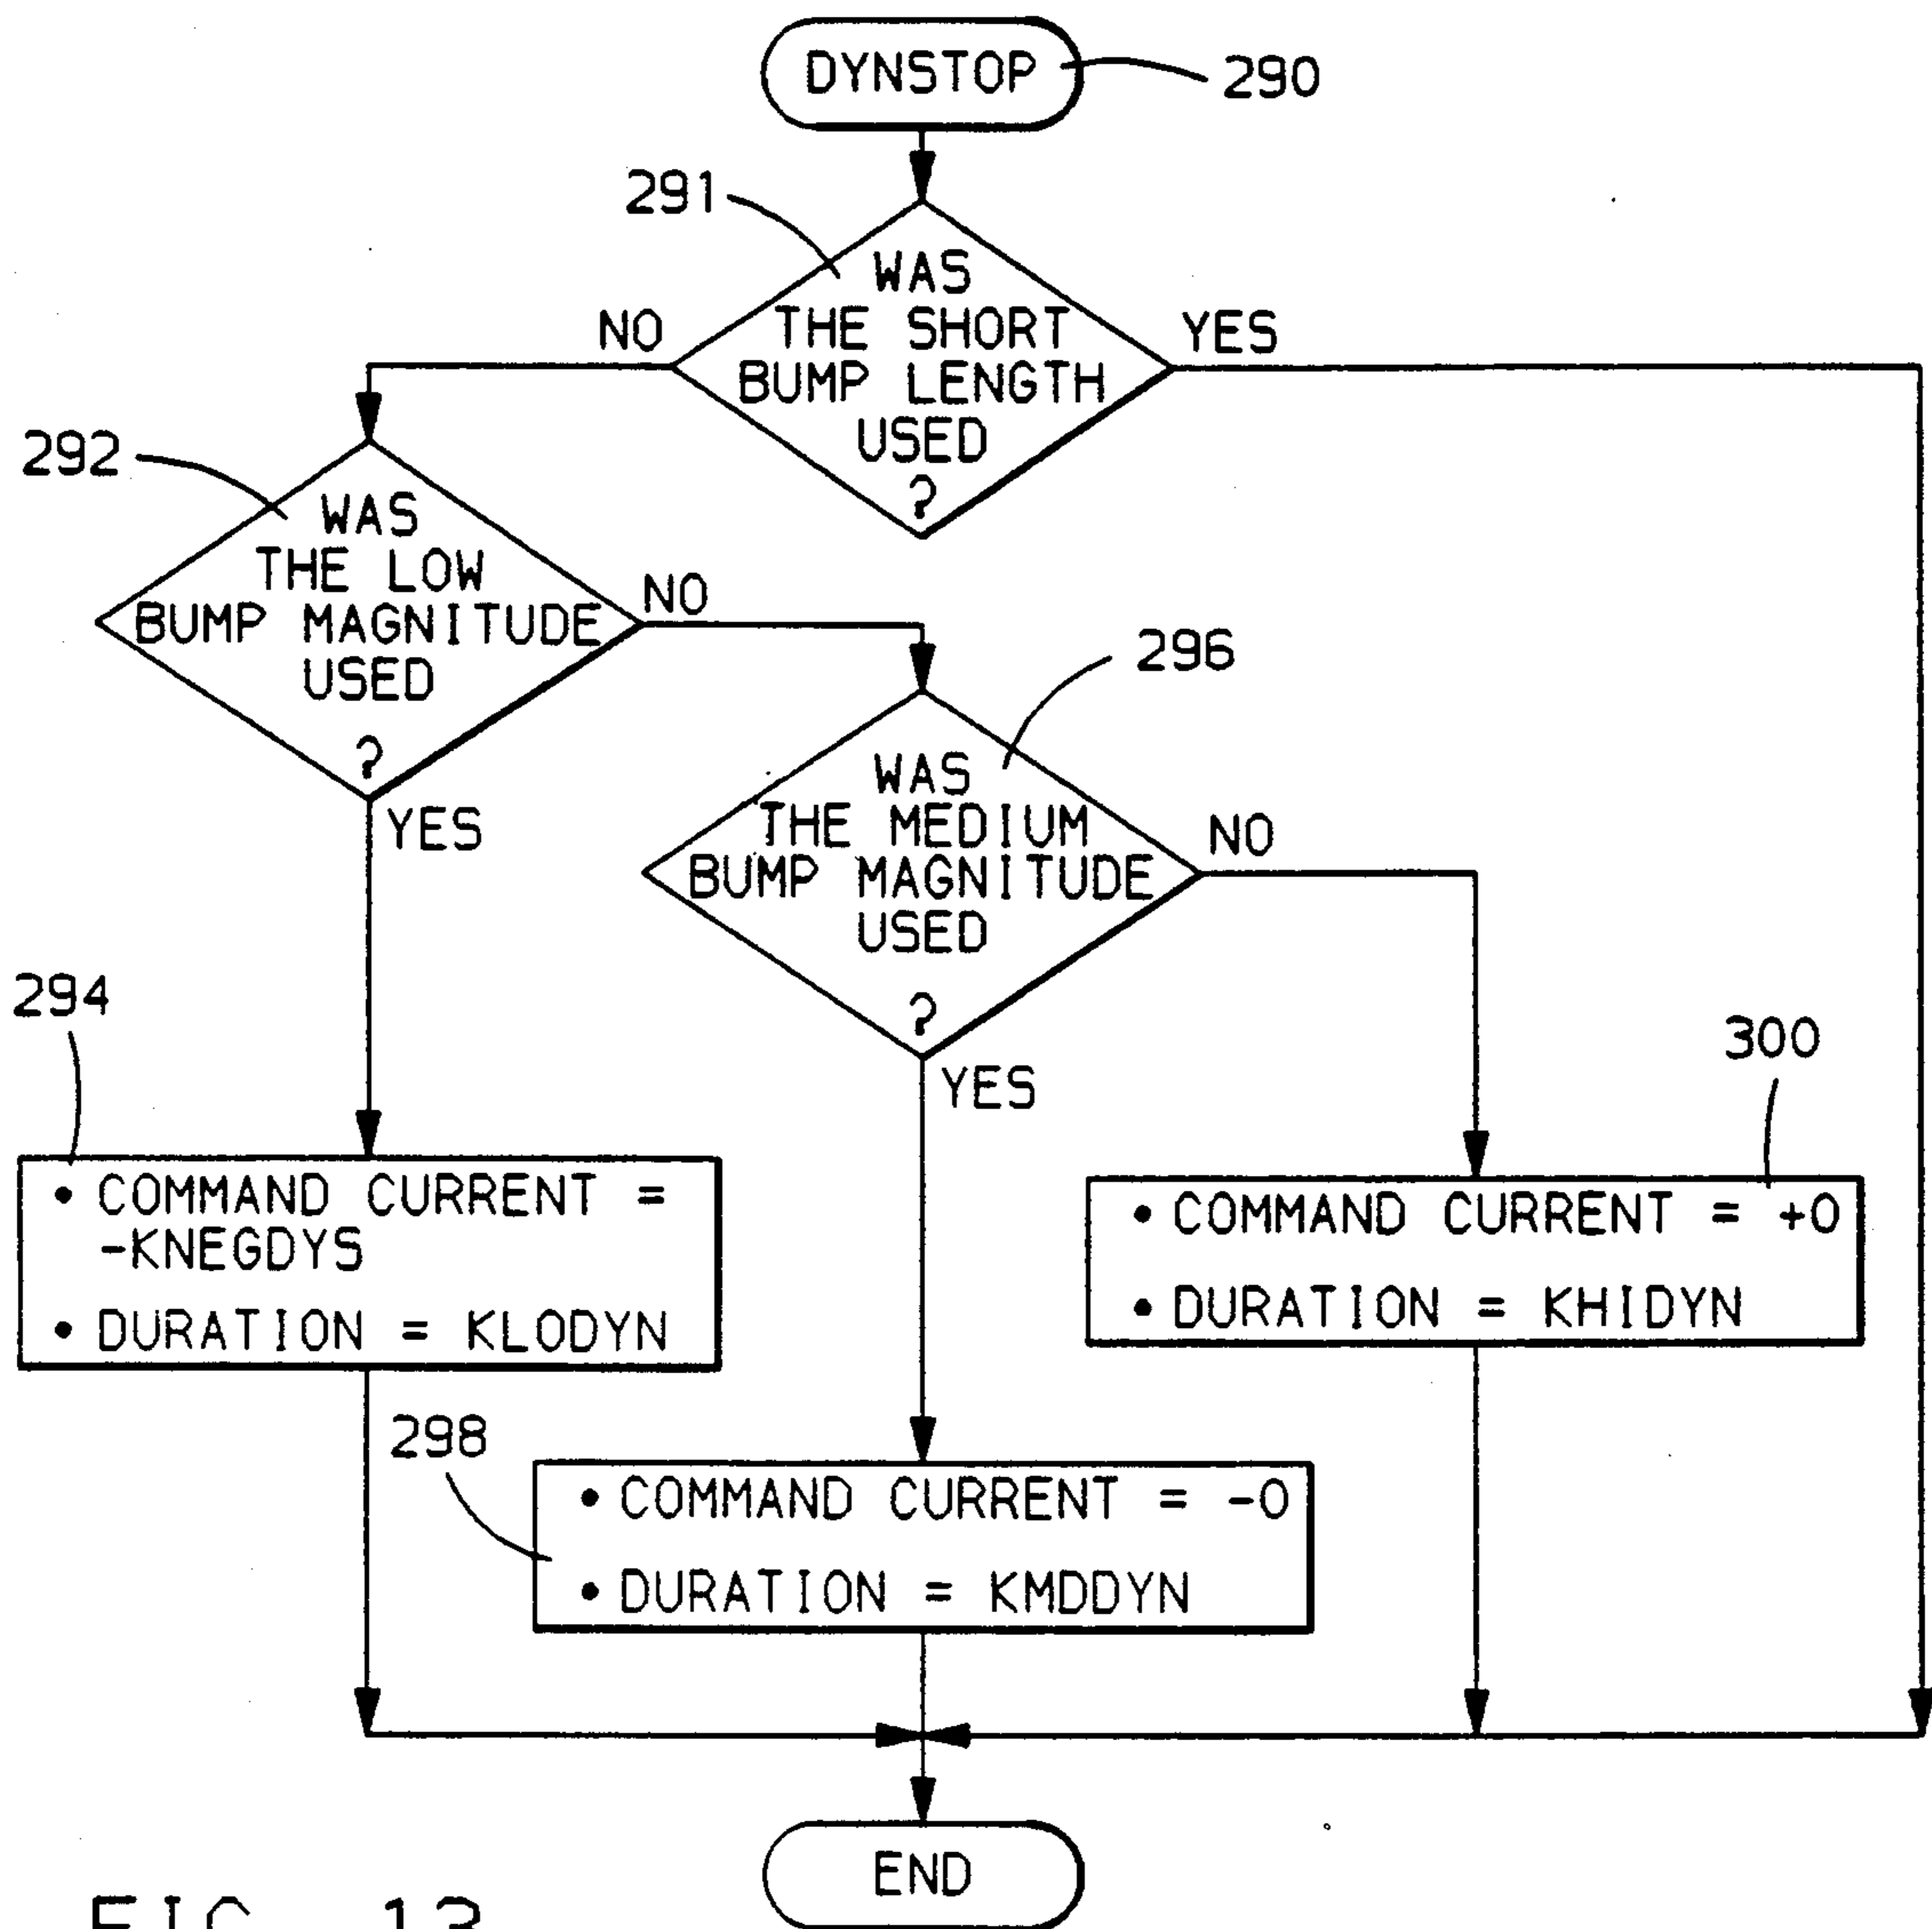 DYNSTOP
290
291
WAS
THE SHORT
BUMP LENGTH
USED
?
NO
YES
292
WAS
THE LOW
BUMP MAGNITUDE
USED
?
NO
YES
296
WAS
THE MEDIUM
BUMP MAGNITUDE
USED
?
NO
YES
294
• COMMAND CURRENT =
-KNEGDYS
• DURATION = KLODYN
300
• COMMAND CURRENT = +0
• DURATION = KHIDYN
298
• COMMAND CURRENT = -0
• DURATION = KMDDYN
END